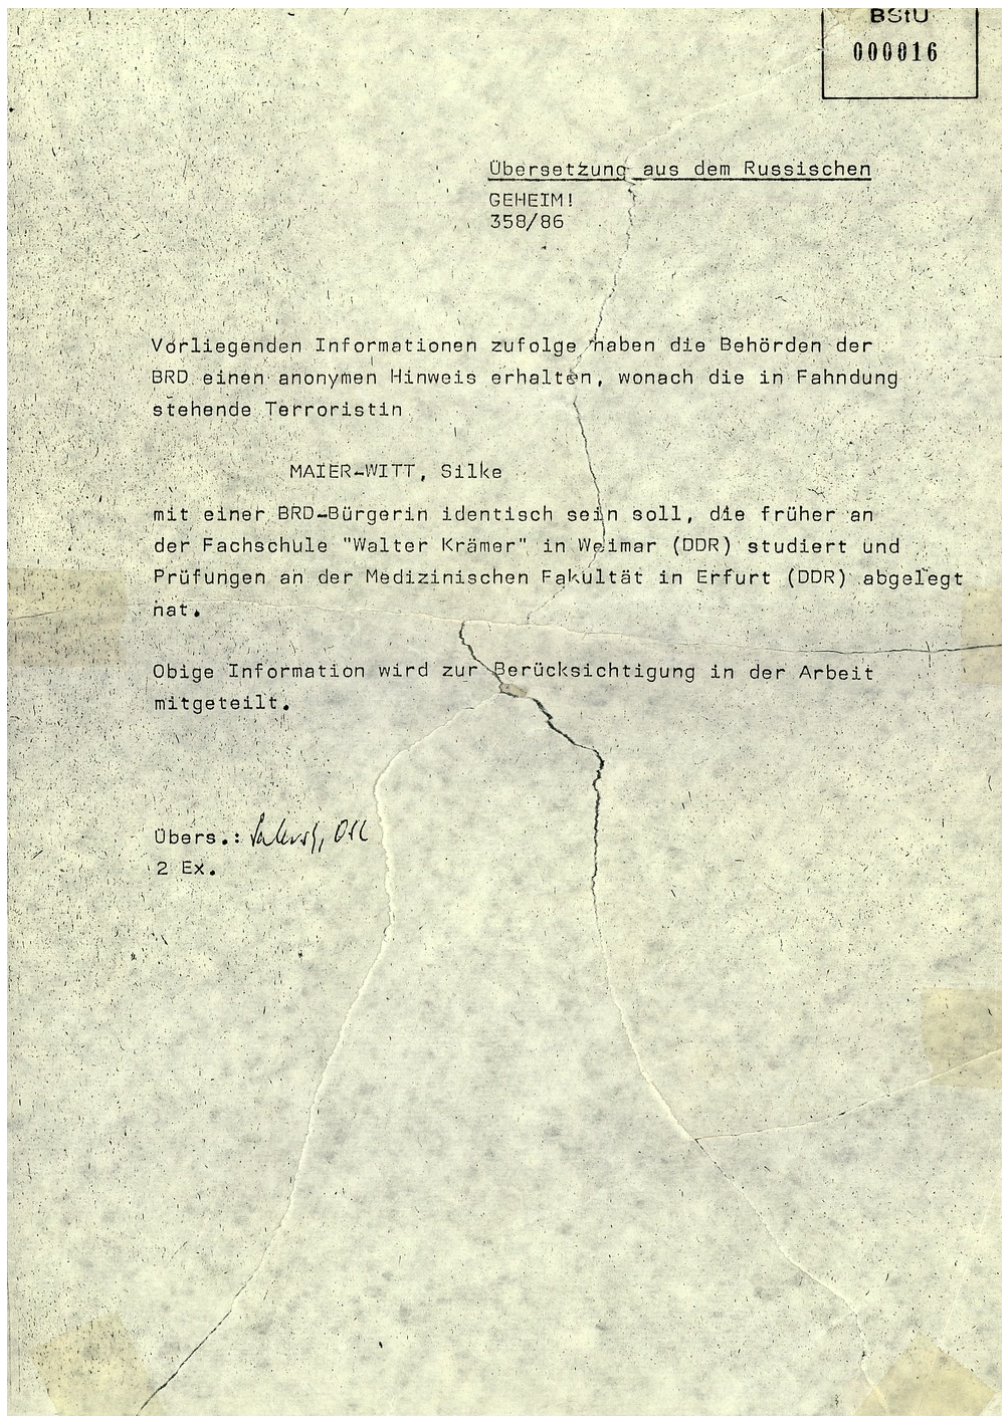 BStU
000016
Übersetzung aus dem Russischen
GEHEIM!
358/86
Vorliegenden Informationen zufolge haben die Behörden der
BRD einen anonymen Hinweis erhalten, wonach die in Fahndung
stehende Terroristin
MAIER-WITT, Silke
mit einer BRD-Bürgerin identisch sein soll, die früher an
der Fachschule "Walter Krämer" in Weimar (DDR) studiert und
Prüfungen an der Medizinischen Fakultät in Erfurt (DDR) abgelegt
hat.
Obige Information wird zur Berücksichtigung in der Arbeit
mitgeteilt.
Übers.:
2 Ex.